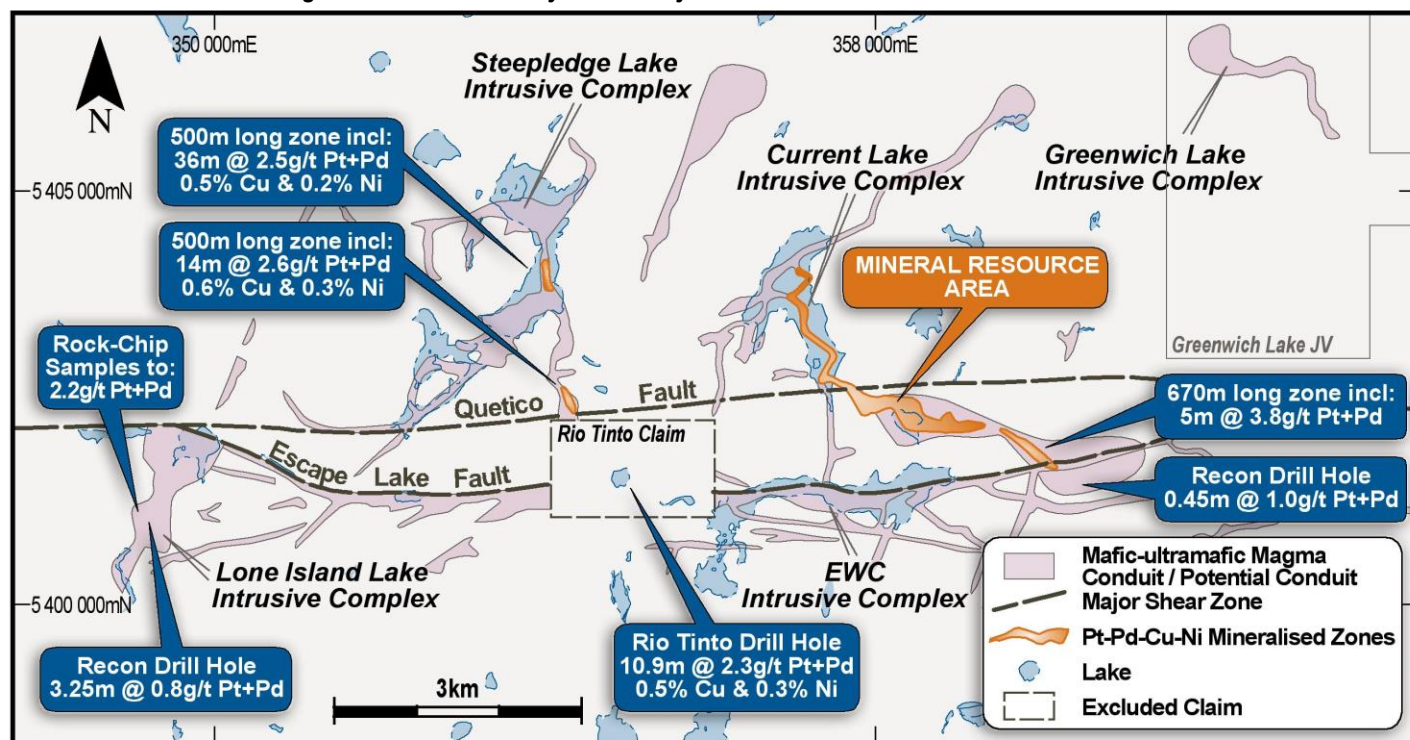 350 000mE
358 000mE
N
Steepledge Lake
Intrusive Complex
Current Lake
Intrusive Complex
Greenwich Lake
Intrusive Complex
500m long zone incl:
36m @ 2.5g/t Pt+Pd
0.5% Cu & 0.2% Ni
5 405 000mN
500m long zone incl:
14m @ 2.6g/t Pt+Pd
0.6% Cu & 0.3% Ni
MINERAL RESOURCE
AREA
Rock-Chip
Samples to:
2.2g/t Pt+Pd
Greenwich Lake JV
Quetico Fault
670m long zone incl:
5m @ 3.8g/t Pt+Pd
Rio Tinto Claim
Escape Lake Fault
Recon Drill Hole
0.45m @ 1.0g/t Pt+Pd
Lone Island Lake
Intrusive Complex
EWC
Intrusive Complex
5 400 000mN
Rio Tinto Drill Hole
10.9m @ 2.3g/t Pt+Pd
0.5% Cu & 0.3% Ni
Recon Drill Hole
3.25m @ 0.8g/t Pt+Pd
3km
Mafic-ultramafic Magma
Conduit / Potential Conduit
Major Shear Zone
Pt-Pd-Cu-Ni Mineralised Zones
Lake
Excluded Claim